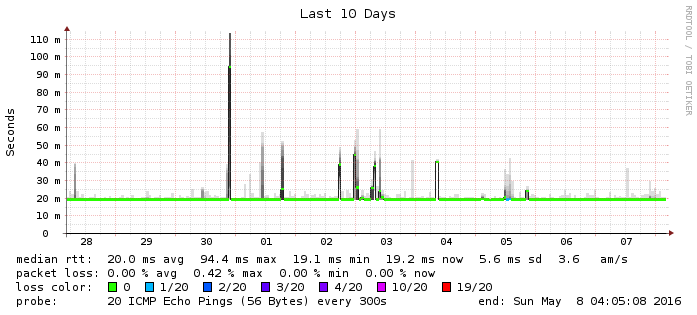 Last 10 Days
RRDTOOL / TOBI OETIKER
Seconds
110 m
100 m
90 m
80 m
70 m
60 m
50 m
40 m
30 m
20 m
10 m
0
28 29 30 01 02 03 04 05 06 07
median rtt: 20.0 ms avg 94.4 ms max 19.1 ms min 19.2 ms now 5.6 ms sd 3.6 am/s
packet loss: 0.00 % avg 0.42 % max 0.00 % min 0.00 % now
loss color: 0 1/20 2/20 3/20 4/20 10/20 19/20
probe: 20 ICMP Echo Pings (56 Bytes) every 300s end: Sun May 8 04:05:08 2016